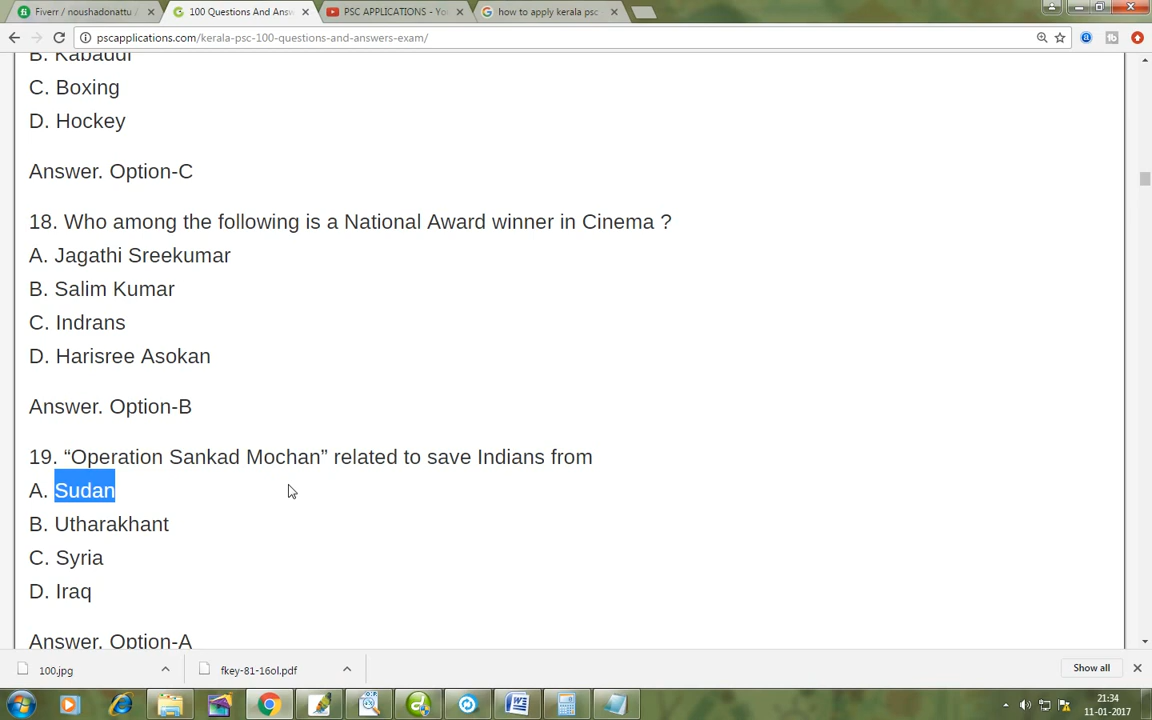 Fiverr / noushadonattu /
100 Questions And Answ
PSC APPLICATIONS - Yo
how to apply kerala psc
pscapplications.com/kerala-psc-100-questions-and-answers-exam/
B. Kabaddi
C. Boxing
D. Hockey
Answer. Option-C
18. Who among the following is a National Award winner in Cinema ?
A. Jagathi Sreekumar
B. Salim Kumar
C. Indrans
D. Harisree Asokan
Answer. Option-B
19. “Operation Sankad Mochan” related to save Indians from
A. Sudan
B. Utharakhant
C. Syria
D. Iraq
Answer. Option-A
100.jpg
fkey-81-16ol.pdf
Show all
21:34
11-01-2017